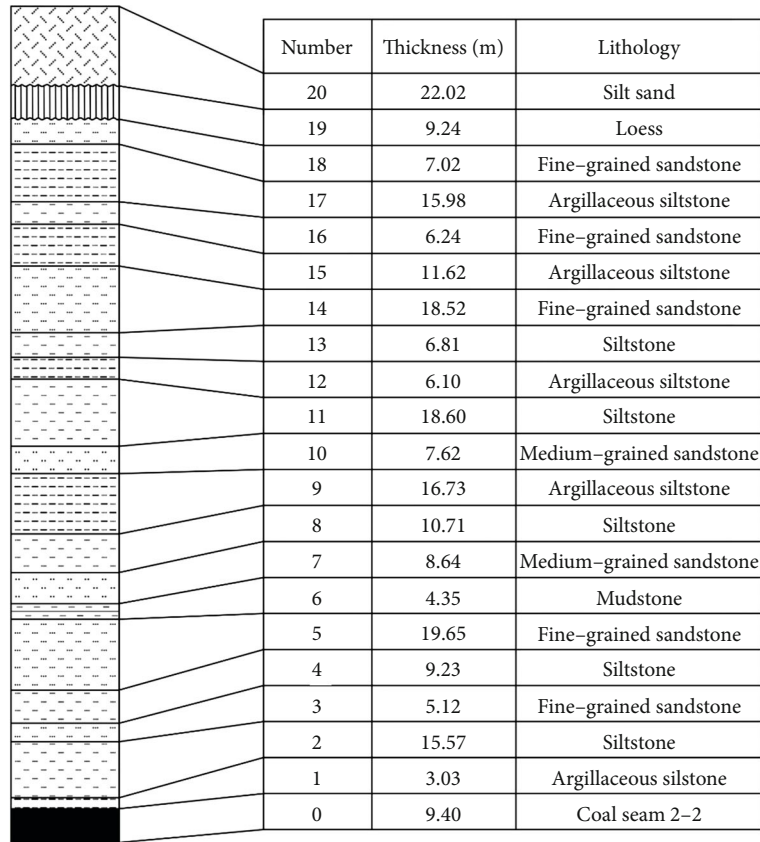 Number Thickness (m) Lithology
20 22.02 Silt sand
19 9.24 Loess
18 7.02 Fine–grained sandstone
17 15.98 Argillaceous siltstone
16 6.24 Fine–grained sandstone
15 11.62 Argillaceous siltstone
14 18.52 Fine–grained sandstone
13 6.81 Siltstone
12 6.10 Argillaceous siltstone
11 18.60 Siltstone
10 7.62 Medium–grained sandstone
9 16.73 Argillaceous siltstone
8 10.71 Siltstone
7 8.64 Medium–grained sandstone
6 4.35 Mudstone
5 19.65 Fine–grained sandstone
4 9.23 Siltstone
3 5.12 Fine–grained sandstone
2 15.57 Siltstone
1 3.03 Argillaceous silstone
0 9.40 Coal seam 2–2